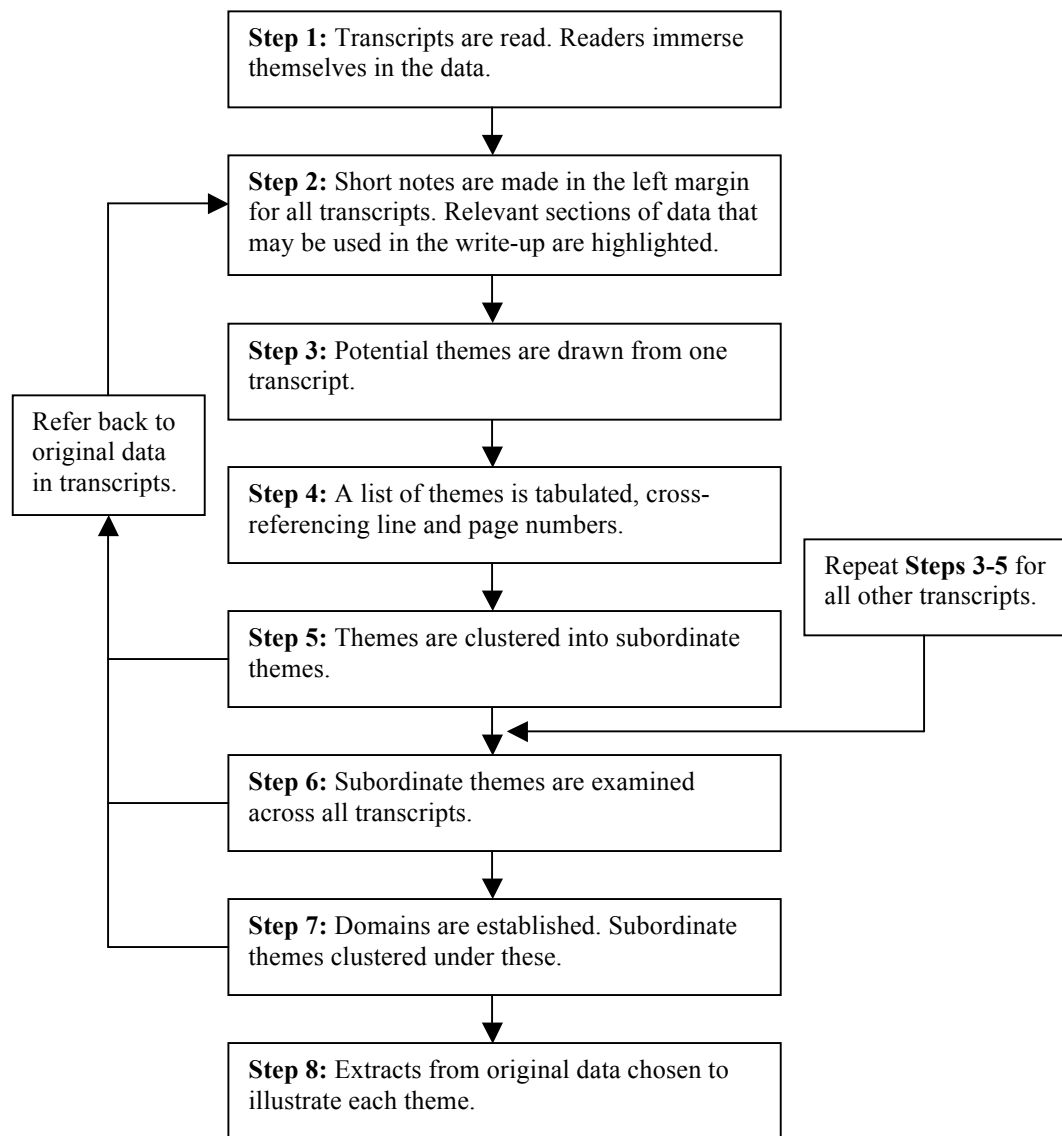 Step 1: Transcripts are read. Readers immerse
themselves in the data.
Step 2: Short notes are made in the left margin
for all transcripts. Relevant sections of data that
may be used in the write-up are highlighted.
Step 3: Potential themes are drawn from one
transcript.
Refer back to
original data
in transcripts.
Step 4: A list of themes is tabulated, cross-
referencing line and page numbers.
Repeat Steps 3-5 for
all other transcripts.
Step 5: Themes are clustered into subordinate
themes.
Step 6: Subordinate themes are examined
across all transcripts.
Step 7: Domains are established. Subordinate
themes clustered under these.
Step 8: Extracts from original data chosen to
illustrate each theme.